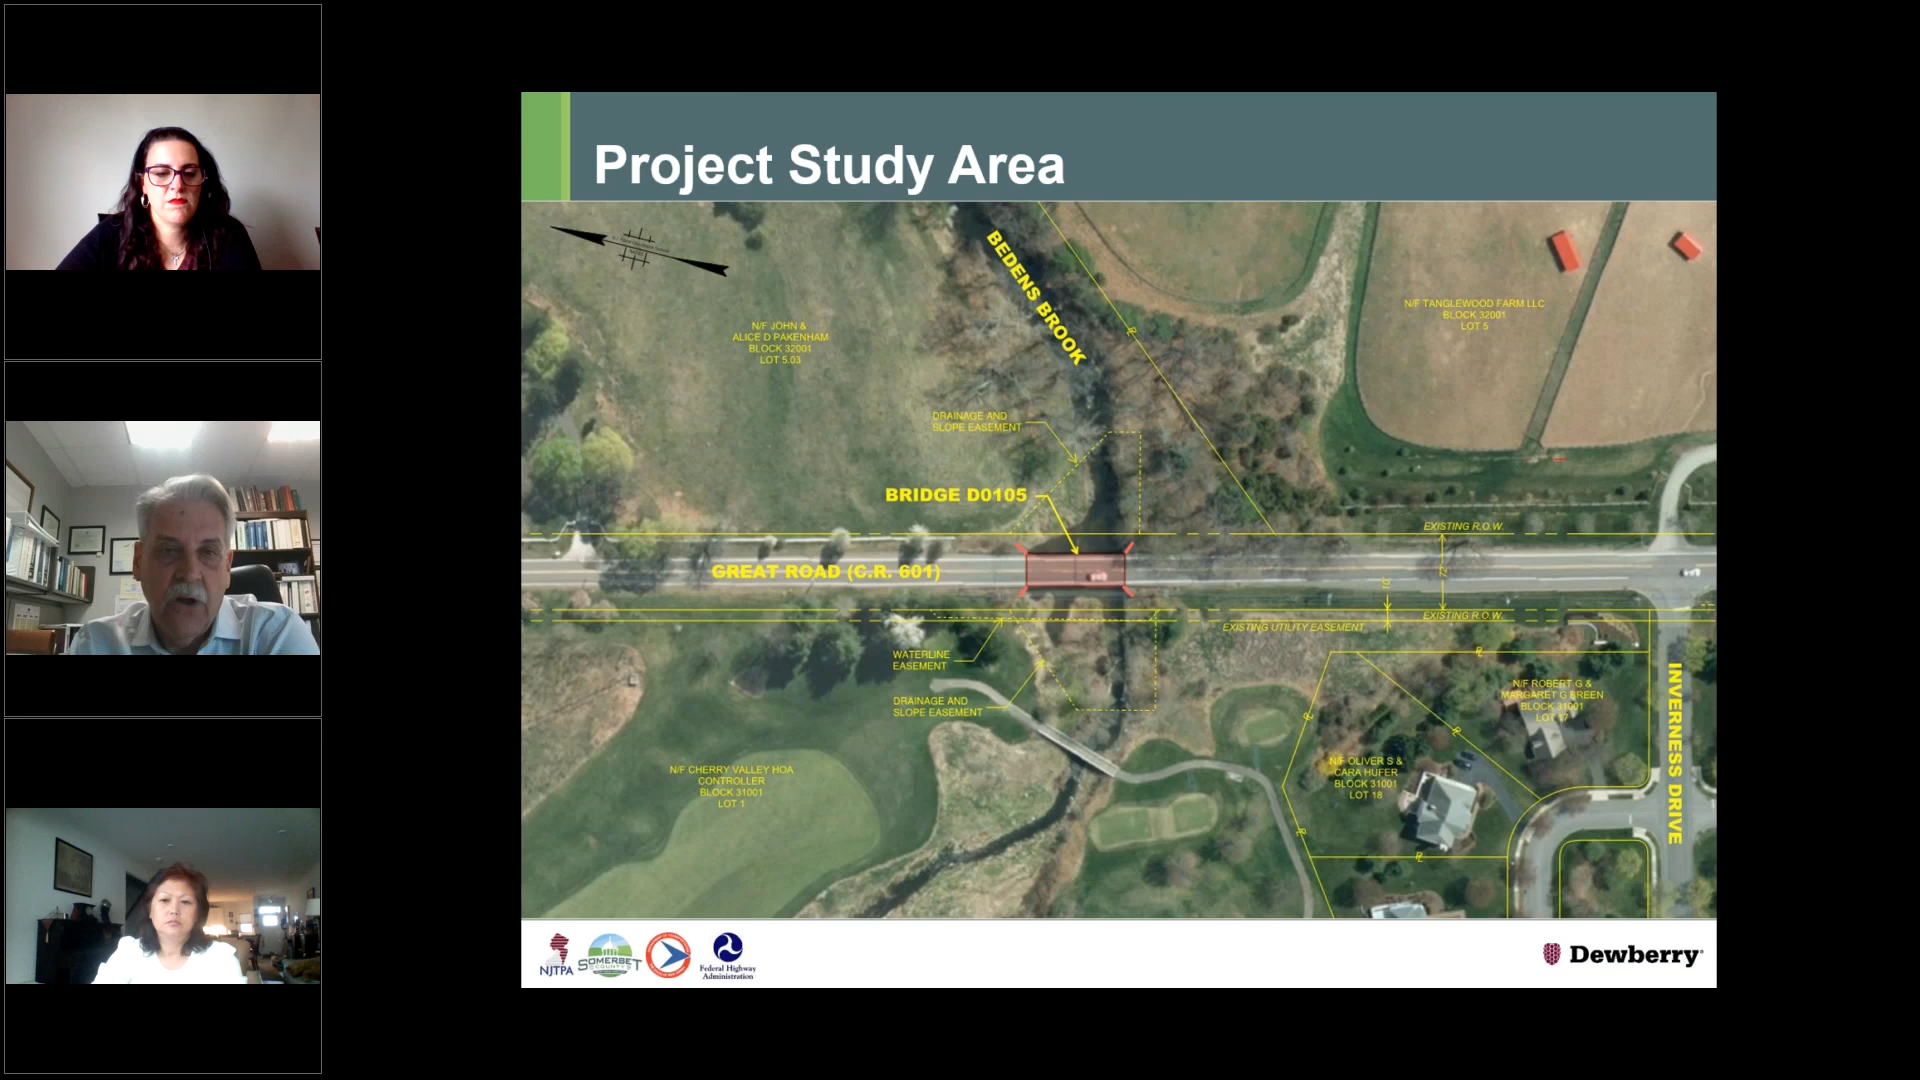 Project Study Area
BEDENS BROOK
N/F TANGLEWOOD FARM LLC
BLOCK 32001
LOT 5
N/F JOHN &
ALICE D PAKENHAM
BLOCK 32001
LOT 5.03
DRAINAGE AND
SLOPE EASEMENT
BRIDGE D0105
EXISTING R.O.W.
GREAT ROAD (C.R. 601)
72'
10'
EXISTING R.O.W.
EXISTING UTILITY EASEMENT
WATERLINE
EASEMENT
DRAINAGE AND
SLOPE EASEMENT
N/F ROBERT G &
MARGARET G BREEN
BLOCK 31001
LOT 17
INVERNESS DRIVE
N/F OLIVER S &
CARA HUFER
BLOCK 31001
LOT 18
N/F CHERRY VALLEY HOA
CONTROLLER
BLOCK 31001
LOT 1
NJTPA
SOMERSET
COUNTY
Federal Highway
Administration
Dewberry